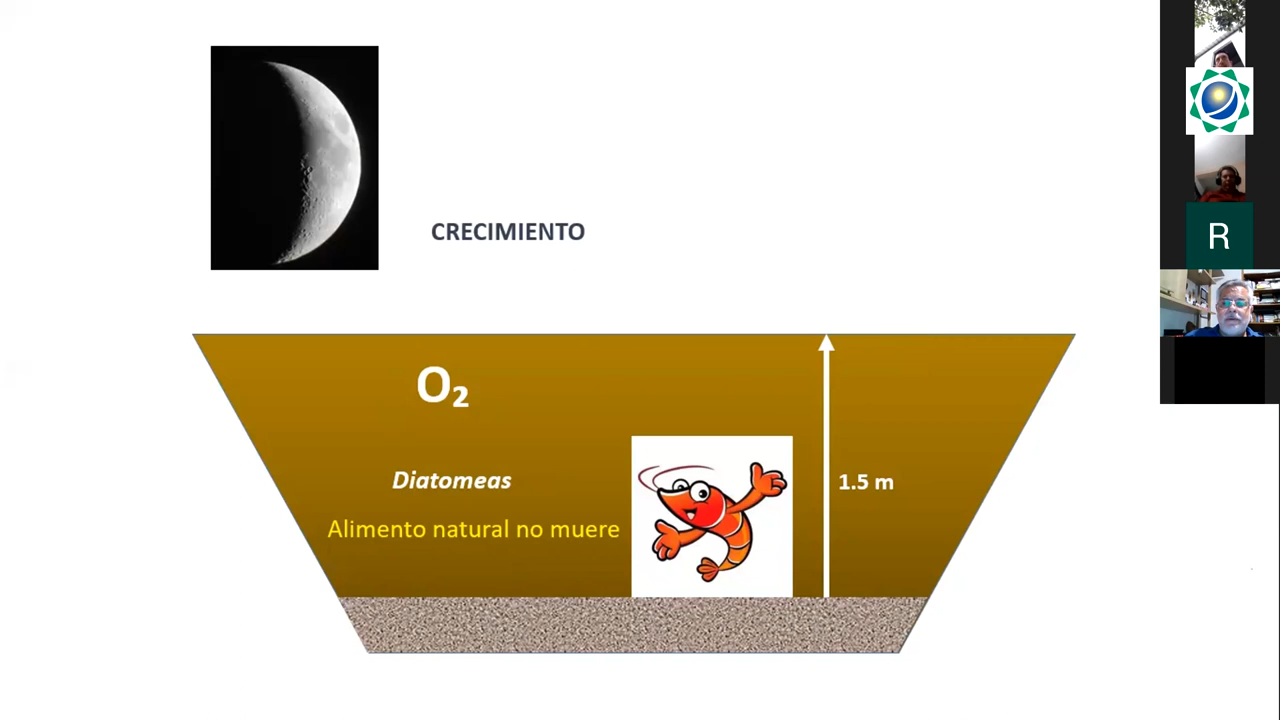 CRECIMIENTO
O₂
Diatomeas
1.5 m
Alimento natural no muere
R